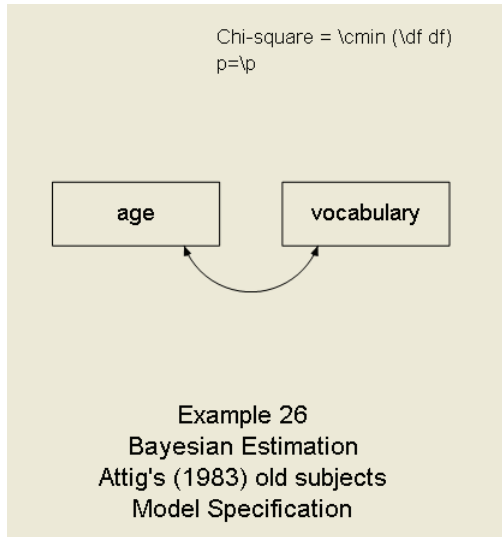 Chi-square = \cmin (\df df)
p=\p
age
vocabulary
Example 26
Bayesian Estimation
Attig's (1983) old subjects
Model Specification